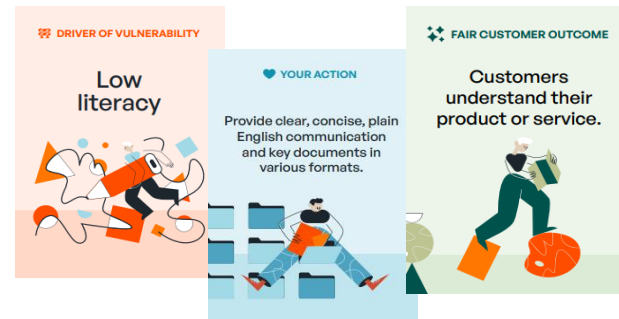 DRIVER OF VULNERABILITY
Low
literacy
YOUR ACTION
Provide clear, concise, plain
English communication
and key documents in
various formats.
FAIR CUSTOMER OUTCOME
Customers
understand their
product or service.